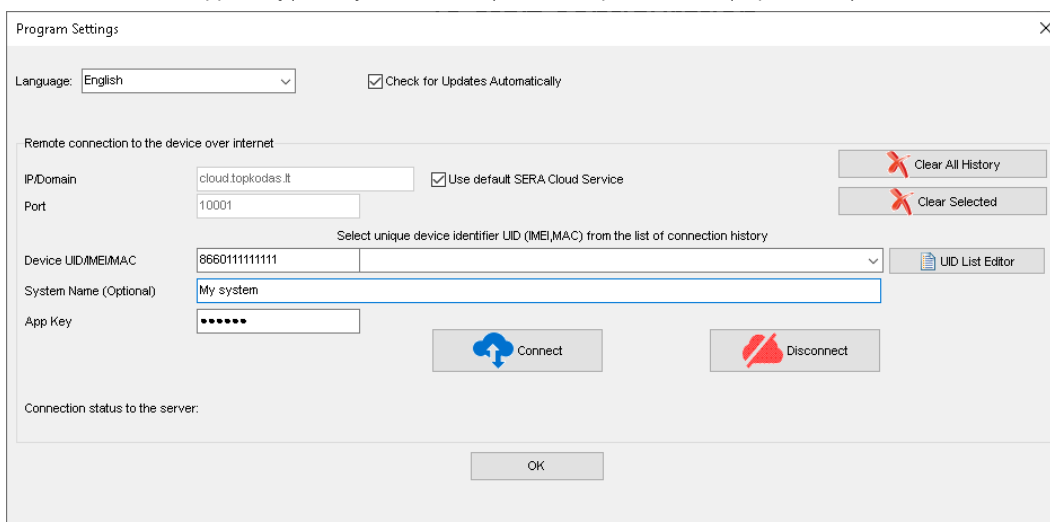 Program Settings
Language: English
Check for Updates Automatically
Remote connection to the device over internet
Clear All History
IP/Domain cloud.topkodas.lt Use default SERA Cloud Service
Port 10001
Clear Selected
Select unique device identifier UID (IMEI,MAC) from the list of connection history
Device UID/IMEI/MAC 8660111111111 UID List Editor
System Name (Optional) My system
App Key ●●●●●●
Connect Disconnect
Connection status to the server:
OK